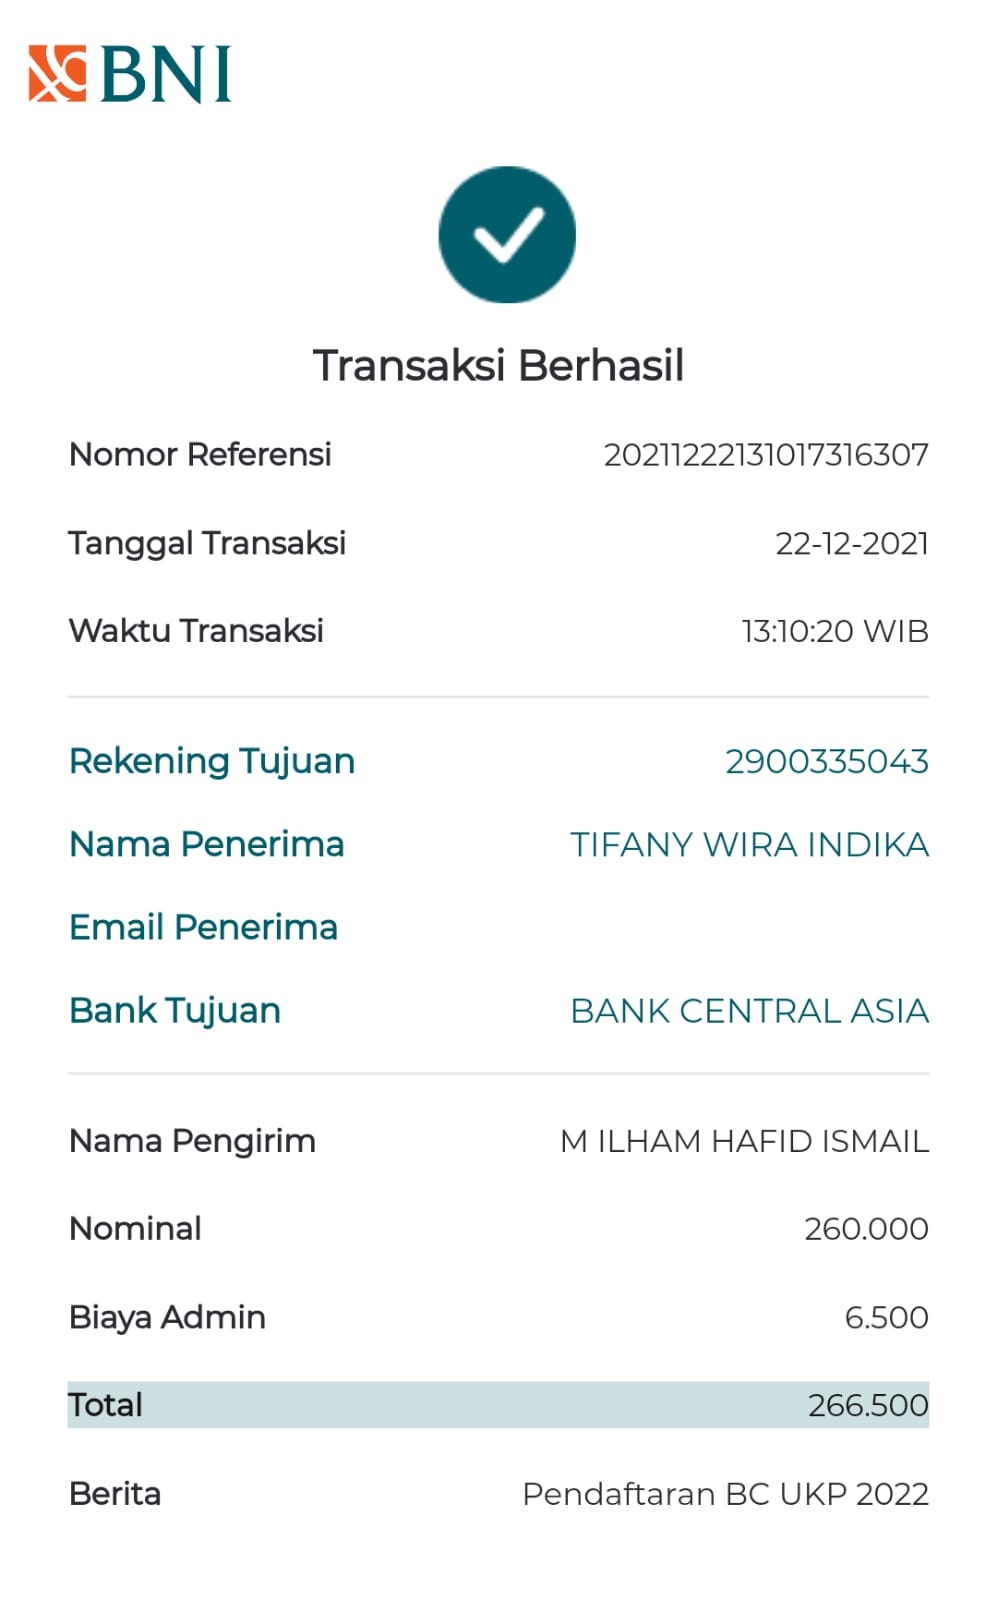 BNI
Transaksi Berhasil
Nomor Referensi 20211222131017316307
Tanggal Transaksi 22-12-2021
Waktu Transaksi 13:10:20 WIB
Rekening Tujuan 2900335043
Nama Penerima TIFANY WIRA INDIKA
Email Penerima
Bank Tujuan BANK CENTRAL ASIA
Nama Pengirim M ILHAM HAFID ISMAIL
Nominal 260.000
Biaya Admin 6.500
Total 266.500
Berita Pendaftaran BC UKP 2022